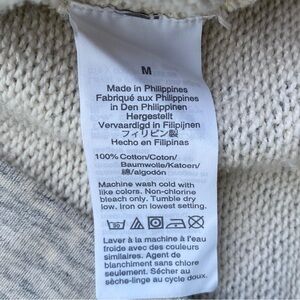 M
Made in Philippines
Fabriqué aux Philippines
in Den Philippinen
Hergestellt
Vervaardigd in Filipijnen
フィリピン製
Hecho en Filipinas
100% Cotton/Coton/
Baumwolle/Katoen/
綿/algodón
Machine wash cold with
like colors. Non-chlorine
bleach only. Tumble dry
low. Iron on lowest setting.
Laver à la machine à l'eau
froide avec des couleurs
similaires. Agent de
blanchiment sans chlore
seulement. Sécher au
sèche-linge au cycle doux.